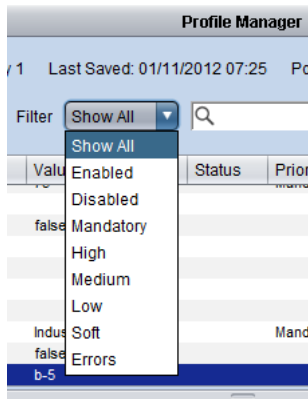 Profile Manager
1 Last Saved: 01/11/2012 07:25 Po
Filter Show All
Show All
Valu Status Prior
Enabled
Disabled
false Mandatory
High
Medium
Low
Indus Soft Mand
false Errors
b-5